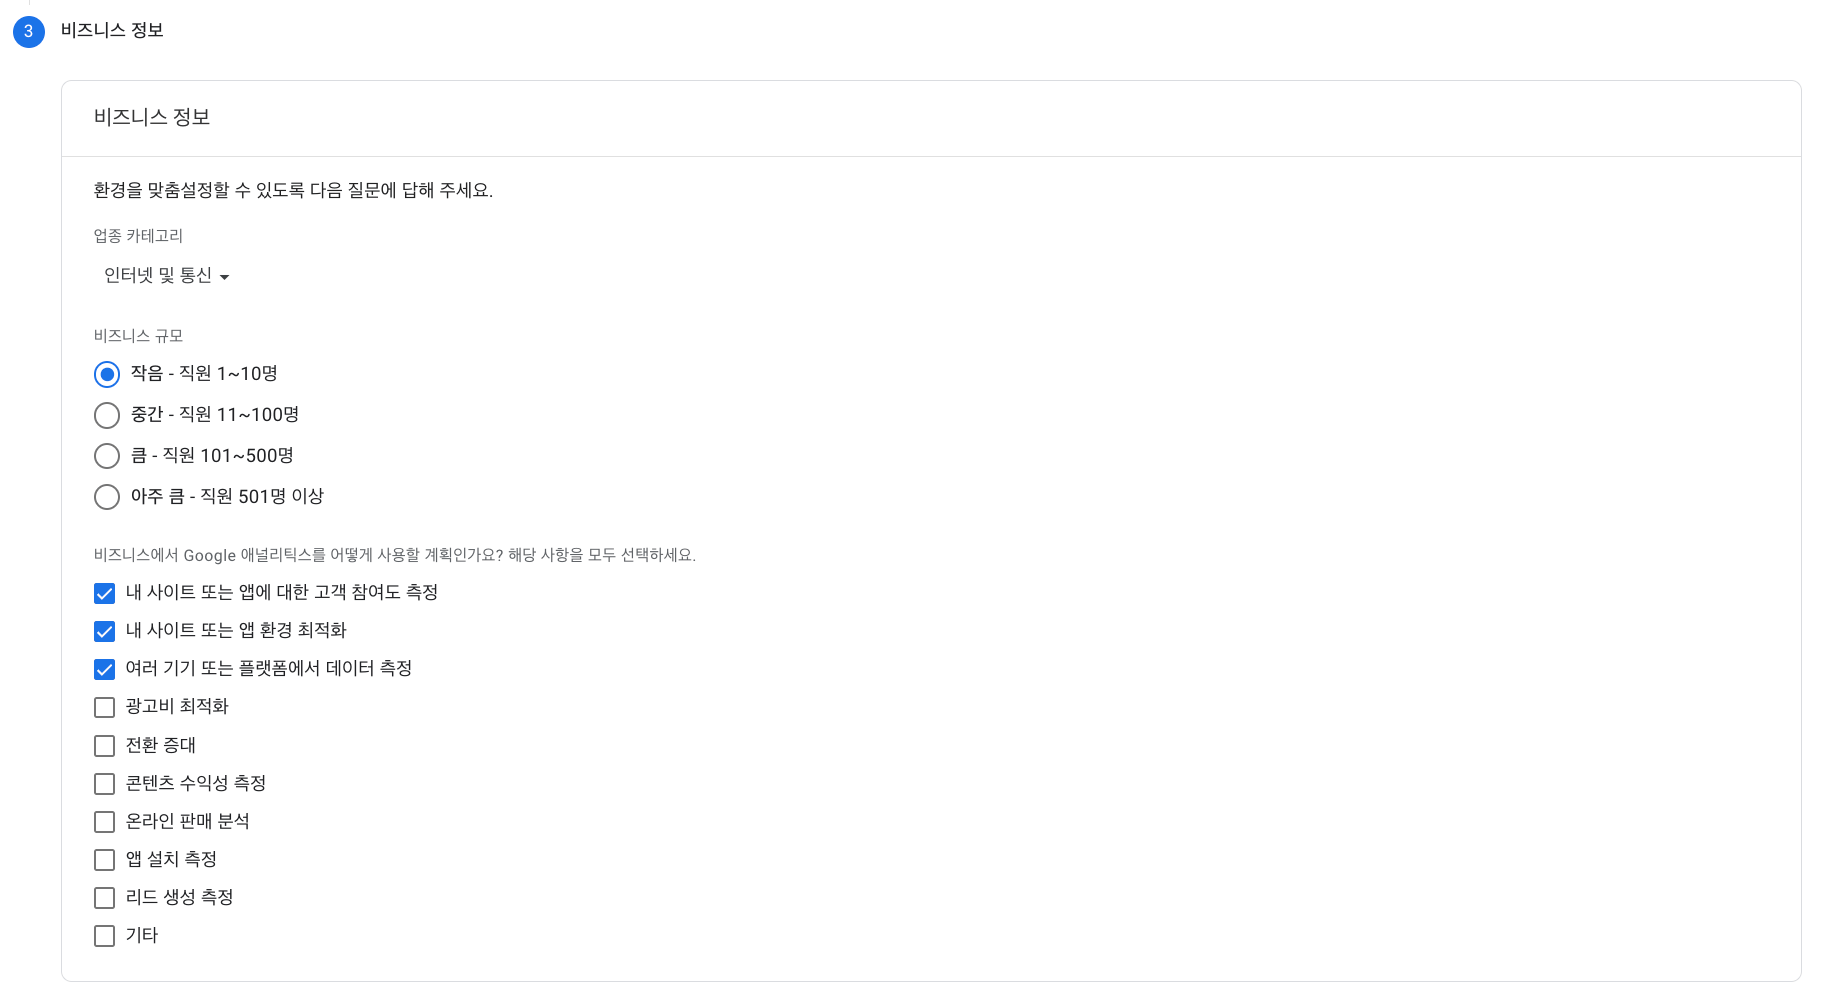 3 비즈니스 정보
비즈니스 정보
환경을 맞춤설정할 수 있도록 다음 질문에 답해 주세요.
업종 카테고리
인터넷 및 통신
비즈니스 규모
작음 - 직원 1~10명
중간 - 직원 11~100명
큼 - 직원 101~500명
아주 큼 - 직원 501명 이상
비즈니스에서 Google 애널리틱스를 어떻게 사용할 계획인가요? 해당 사항을 모두 선택하세요.
내 사이트 또는 앱에 대한 고객 참여도 측정
내 사이트 또는 앱 환경 최적화
여러 기기 또는 플랫폼에서 데이터 측정
광고비 최적화
전환 증대
콘텐츠 수익성 측정
온라인 판매 분석
앱 설치 측정
리드 생성 측정
기타